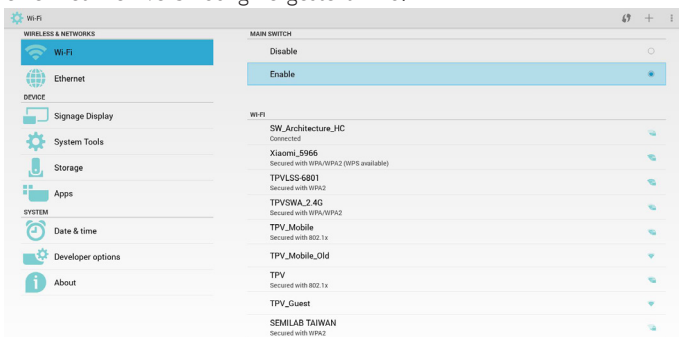 Wi-Fi
WIRELESS & NETWORKS
Wi-Fi
Ethernet
DEVICE
Signage Display
System Tools
Storage
Apps
SYSTEM
Date & time
Developer options
About
MAIN SWITCH
Disable
Enable
WI-FI
SW_Architecture_HC
Connected
Xiaomi_5966
Secured with WPA/WPA2 (WPS available)
TPVLSS-6801
Secured with WPA2
TPVSWA_2.4G
Secured with WPA/WPA2
TPV_Mobile
Secured with 802.1x
TPV_Mobile_Old
TPV
Secured with 802.1x
TPV_Guest
SEMILAB TAIWAN
Secured with WPA2